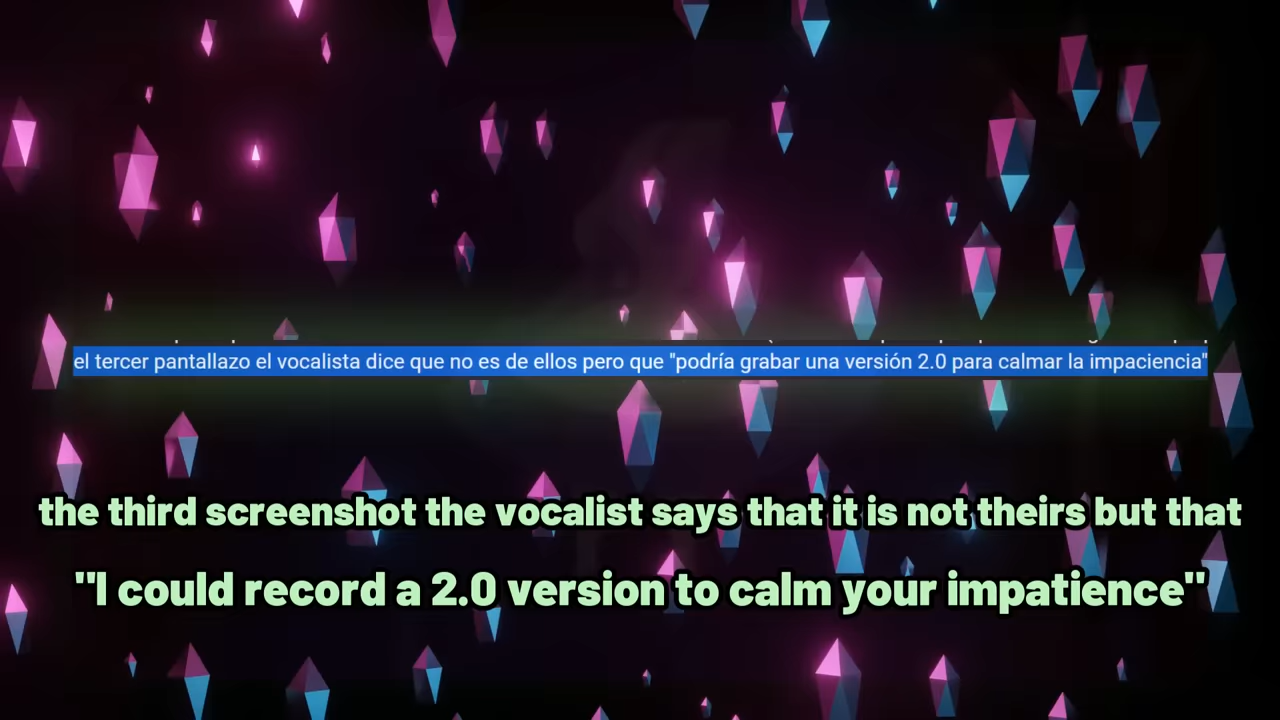 el tercer pantallazo el vocalista dice que no es de ellos pero que "podría grabar una versión 2.0 para calmar la impaciencia"
the third screenshot the vocalist says that it is not theirs but that
"I could record a 2.0 version to calm your impatience"